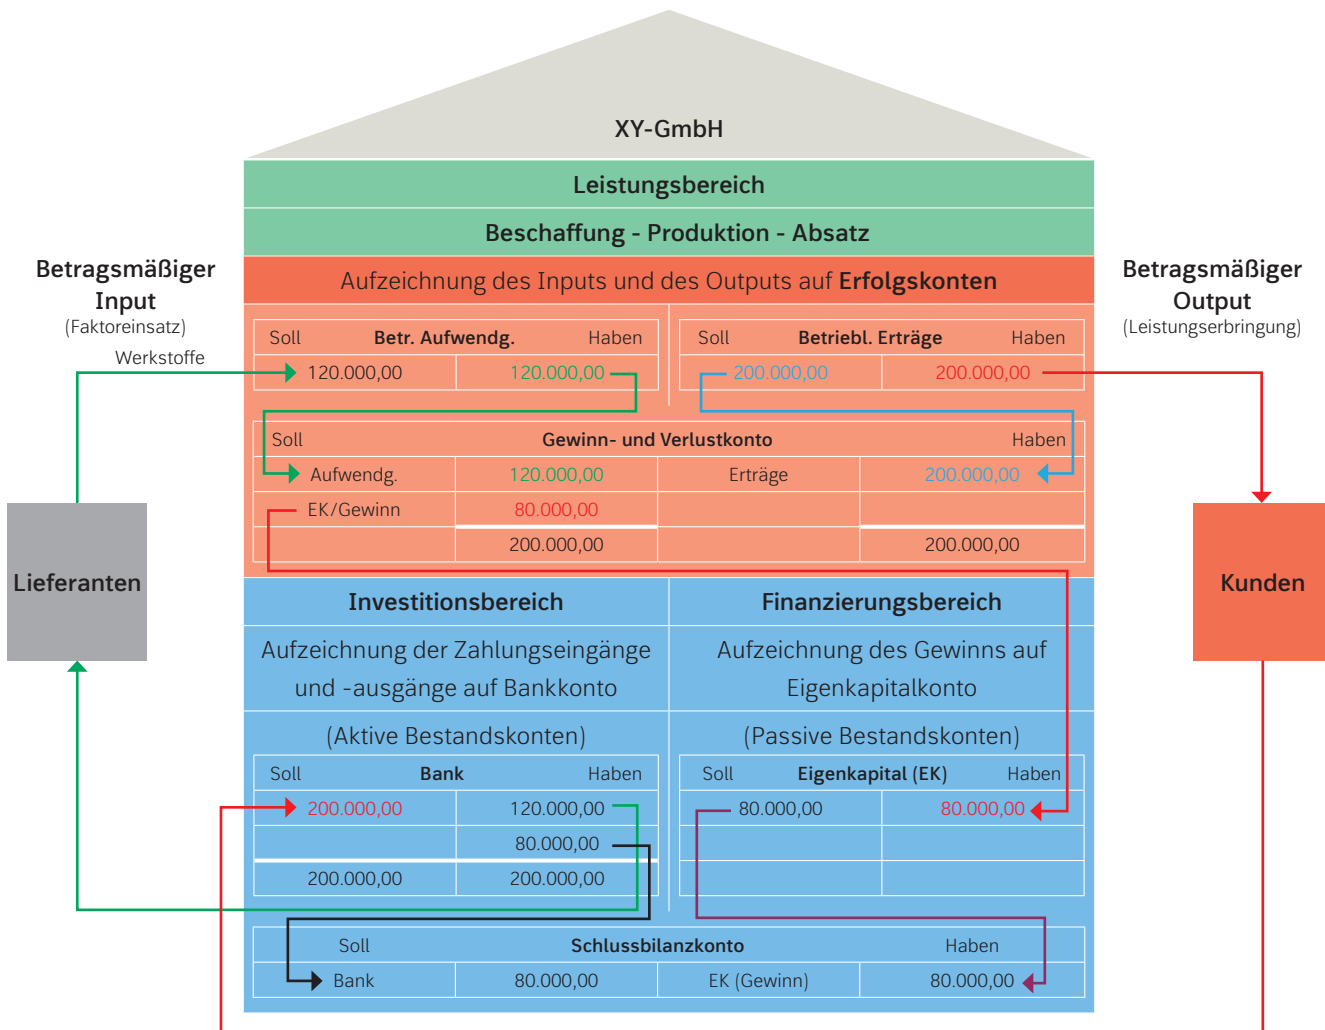 XY-GmbH
Leistungsbereich
Beschaffung - Produktion - Absatz
Betragsmäßiger
Input
(Faktoreinsatz)
Werkstoffe
Betragsmäßiger
Output
(Leistungserbringung)
Aufzeichnung des Inputs und des Outputs auf Erfolgskonten
Soll Betr. Aufwendg. Haben
120.000,00 120.000,00
Soll Betriebl. Erträge Haben
200.000,00 200.000,00
Soll Gewinn- und Verlustkonto Haben
Aufwendg. 120.000,00 Erträge 200.000,00
EK/Gewinn 80.000,00
200.000,00 200.000,00
Lieferanten
Kunden
Investitionsbereich
Aufzeichnung der Zahlungseingänge
und -ausgänge auf Bankkonto
(Aktive Bestandskonten)
Soll Bank Haben
200.000,00 120.000,00
80.000,00
200.000,00 200.000,00
Finanzierungsbereich
Aufzeichnung des Gewinns auf
Eigenkapitalkonto
(Passive Bestandskonten)
Soll Eigenkapital (EK) Haben
80.000,00 80.000,00
Soll Schlussbilanzkonto Haben
Bank 80.000,00 EK (Gewinn) 80.000,00